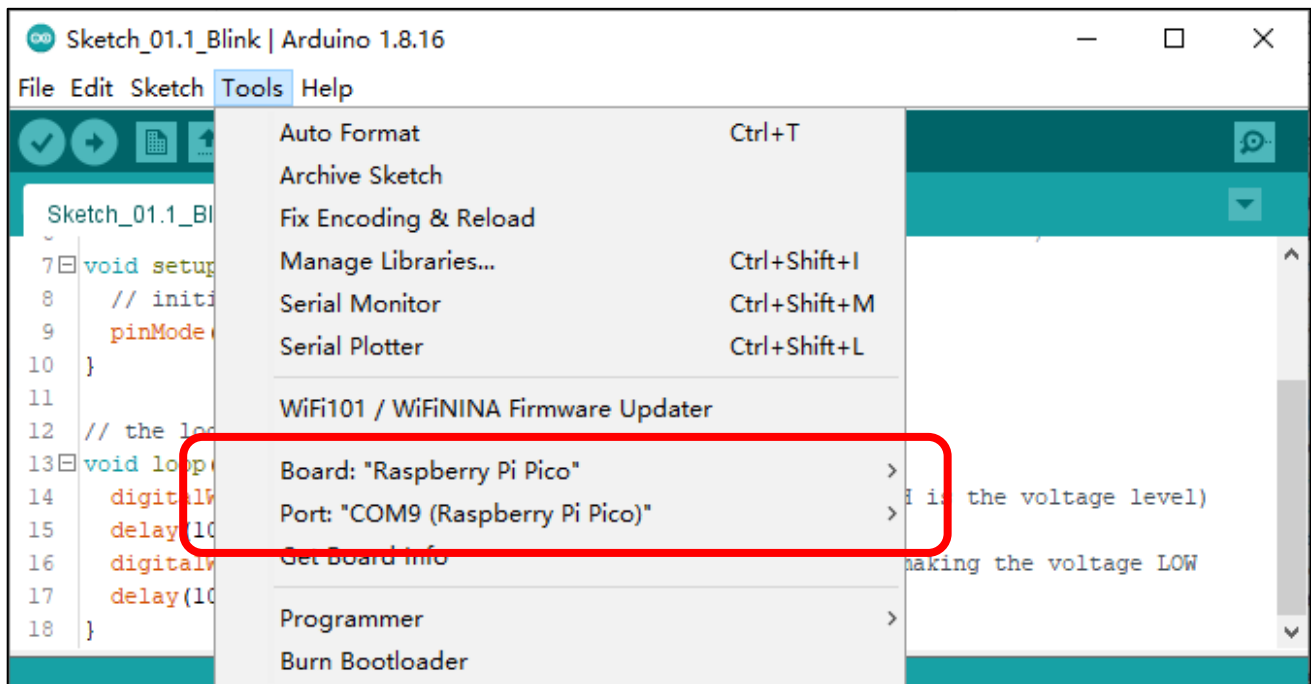 Sketch_01.1_Blink | Arduino 1.8.16
File Edit Sketch Tools Help
Auto Format Ctrl+T
Archive Sketch
Fix Encoding & Reload
Manage Libraries... Ctrl+Shift+I
Serial Monitor Ctrl+Shift+M
Serial Plotter Ctrl+Shift+L
WiFi101 / WiFiNINA Firmware Updater
Board: "Raspberry Pi Pico"
Port: "COM9 (Raspberry Pi Pico)"
Get Board Info
Programmer
Burn Bootloader
Sketch_01.1_Bl
7 void setup
8 // initi
9 pinMode(
10 }
11
12 // the loo
13 void loop(
14 digitalW H is the voltage level)
15 delay(10
16 digitalW making the voltage LOW
17 delay(10
18 }